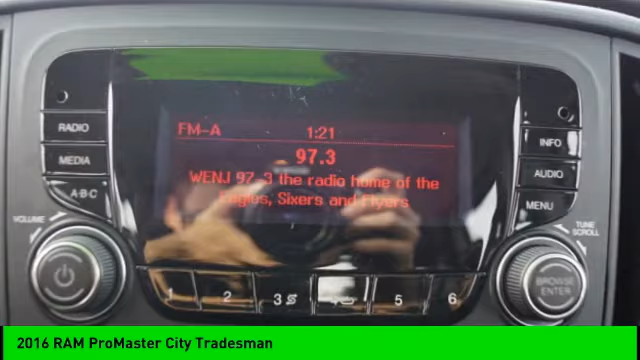 FM-A 1:21
97.3
WENJ 97.3 the radio home of the
Eagles, Sixers and Flyers
RADIO
MEDIA
A-B-C
VOLUME
INFO
AUDIO
MENU
TUNE
SCROLL
BROWSE
ENTER
1 2 3 4 5 6
2016 RAM ProMaster City Tradesman